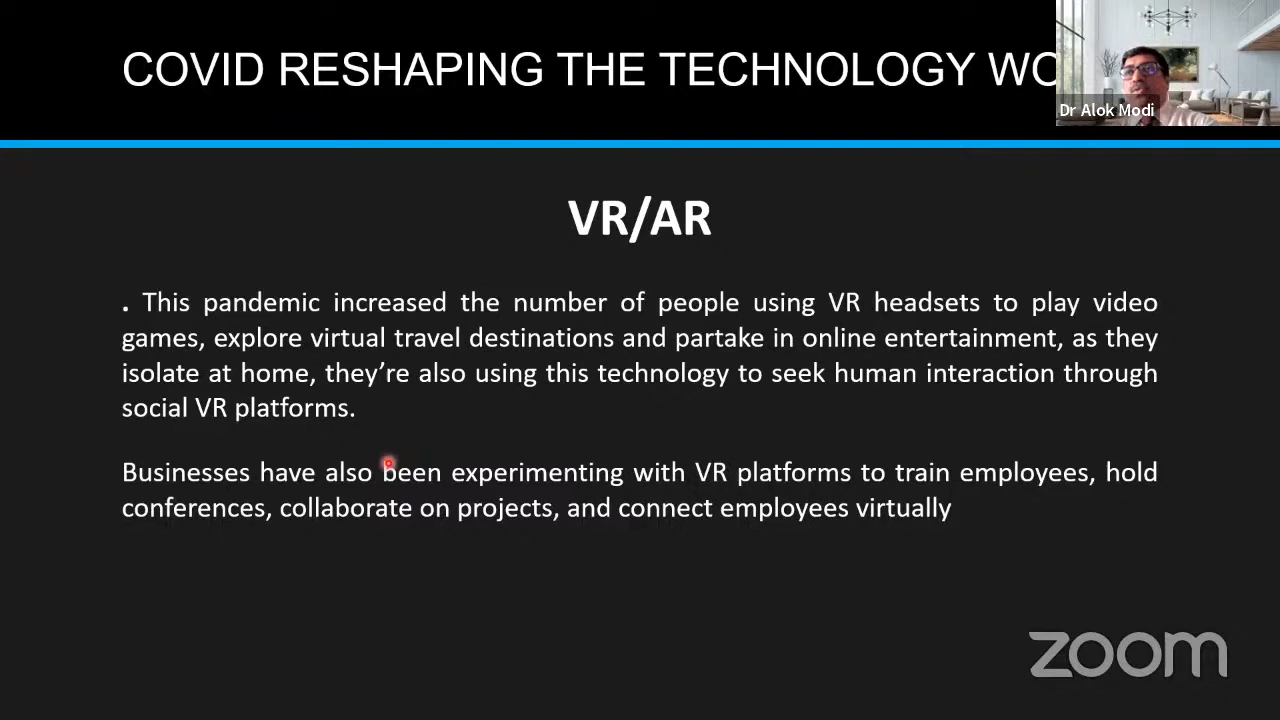 COVID RESHAPING THE TECHNOLOGY
Dr Alok Modi
VR/AR
. This pandemic increased the number of people using VR headsets to play video
games, explore virtual travel destinations and partake in online entertainment, as they
isolate at home, they’re also using this technology to seek human interaction through
social VR platforms.
Businesses have also been experimenting with VR platforms to train employees, hold
conferences, collaborate on projects, and connect employees virtually
zoom